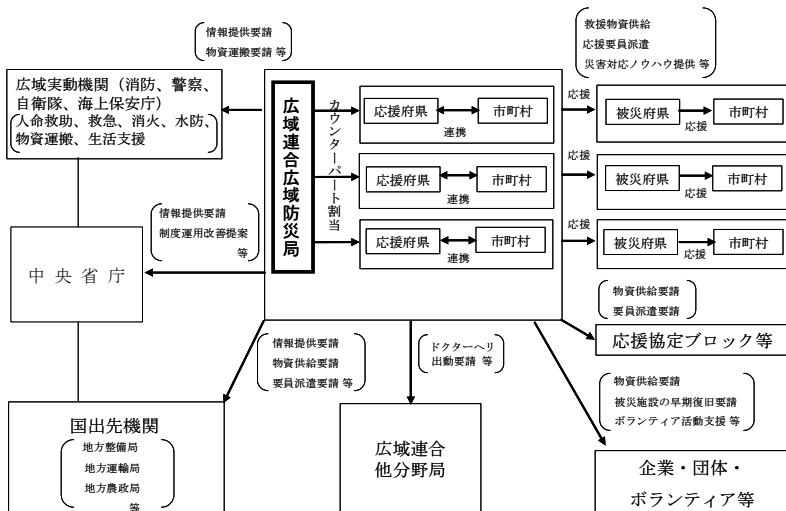 情報提供要請
物資運搬要請 等
救援物資供給
応援要員派遣
災害対応ノウハウ提供 等
広域実動機関（消防、警察、
自衛隊、海上保安庁）
人命救助、救急、消火、水防、
物資運搬、生活支援
広域連合広域防災局
カウンターパート割当
応援府県
市町村
連携
応援
被災府県
市町村
応援
応援府県
市町村
連携
応援
被災府県
市町村
応援
応援府県
市町村
連携
応援
被災府県
市町村
応援
情報提供要請
制度運用改善提案
等
中央省庁
物資供給要請
要員派遣要請
応援協定ブロック等
情報提供要請
物資供給要請
要員派遣要請 等
ドクターヘリ
出動要請 等
物資供給要請
被災施設の早期復旧要請
ボランティア活動支援 等
国出先機関
地方整備局
地方運輸局
地方農政局
等
広域連合
他分野局
企業・団体・
ボランティア等